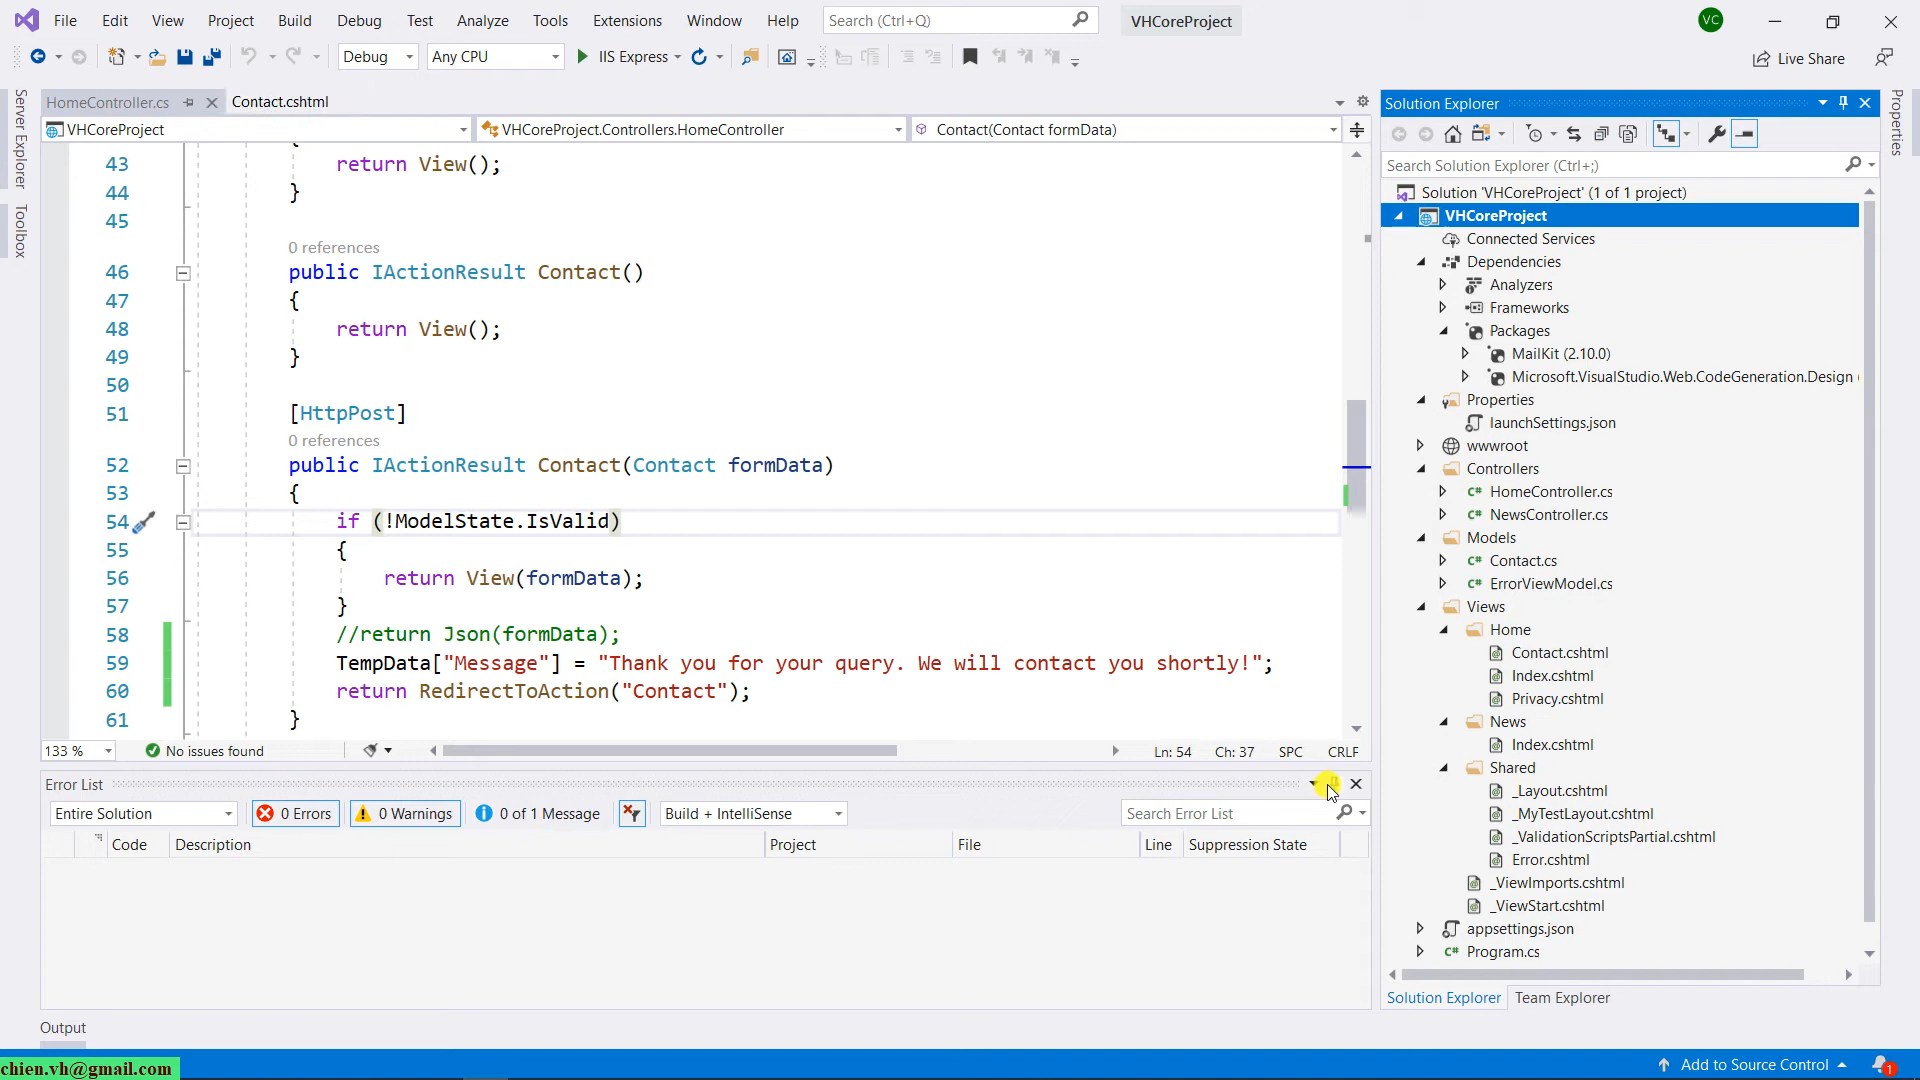 File Edit View Project Build Debug Test Analyze Tools Extensions Window Help Search (Ctrl+Q) VHCoreProject VC
Debug Any CPU IIS Express Live Share
Server Explorer
Toolbox
HomeController.cs Contact.cshtml
VHCoreProject VHCoreProject.Controllers.HomeController Contact(Contact formData)
43 return View();
44 }
45
0 references
46 public IActionResult Contact()
47 {
48 return View();
49 }
50
51 [HttpPost]
0 references
52 public IActionResult Contact(Contact formData)
53 {
54 if (!ModelState.IsValid)
55 {
56 return View(formData);
57 }
58 //return Json(formData);
59 TempData["Message"] = "Thank you for your query. We will contact you shortly!";
60 return RedirectToAction("Contact");
61 }
133 % No issues found Ln: 54 Ch: 37 SPC CRLF
Error List
Entire Solution 0 Errors 0 Warnings 0 of 1 Message Build + IntelliSense Search Error List
Code Description Project File Line Suppression State
Output
Solution Explorer
Search Solution Explorer (Ctrl+;)
Solution 'VHCoreProject' (1 of 1 project)
VHCoreProject
Connected Services
Dependencies
Analyzers
Frameworks
Packages
MailKit (2.10.0)
Microsoft.VisualStudio.Web.CodeGeneration.Design (
Properties
launchSettings.json
wwwroot
Controllers
HomeController.cs
NewsController.cs
Models
Contact.cs
ErrorViewModel.cs
Views
Home
Contact.cshtml
Index.cshtml
Privacy.cshtml
News
Index.cshtml
Shared
_Layout.cshtml
_MyTestLayout.cshtml
_ValidationScriptsPartial.cshtml
Error.cshtml
_ViewImports.cshtml
_ViewStart.cshtml
appsettings.json
Program.cs
Solution Explorer Team Explorer
Properties
chien.vh@gmail.com
Add to Source Control 1